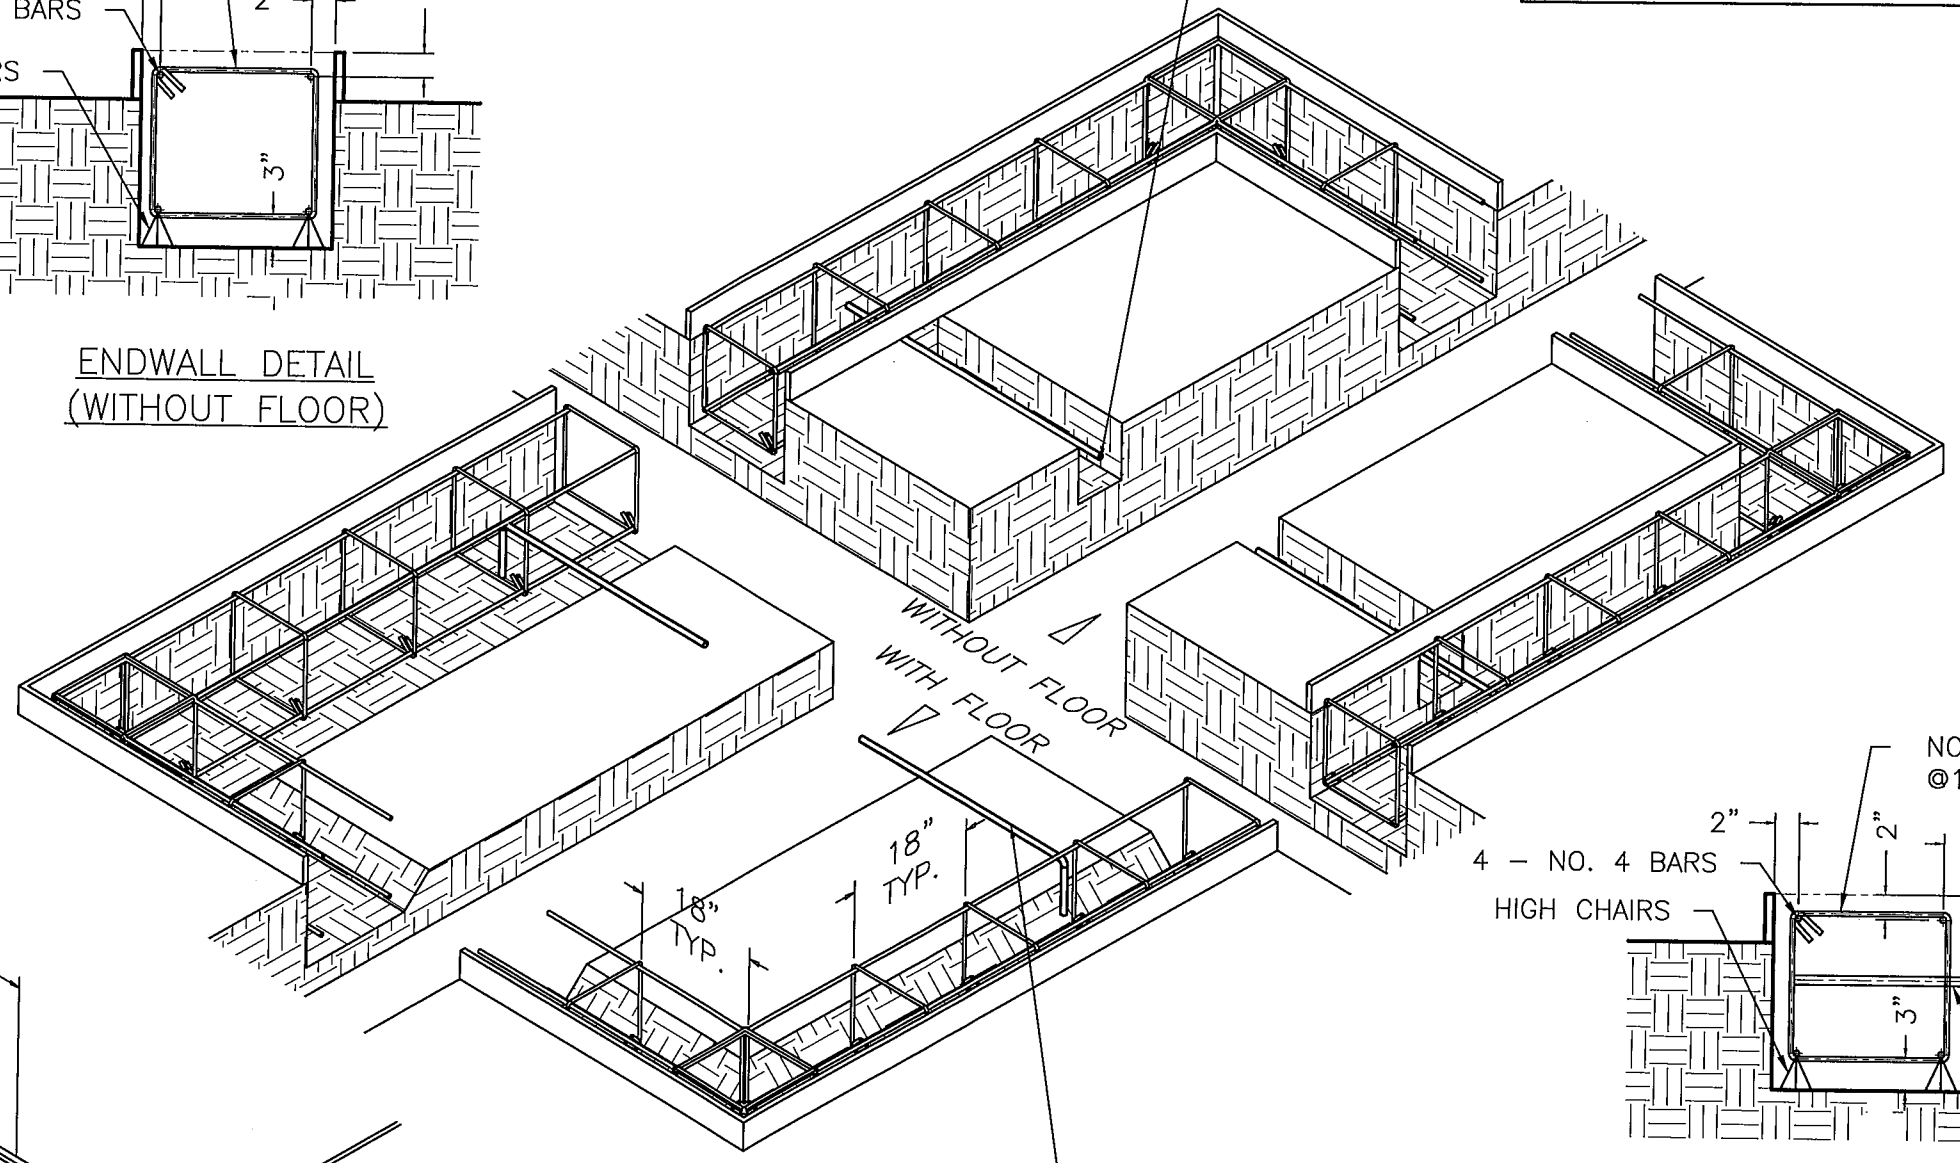 BARS
2"
3"
ENDWALL DETAIL
(WITHOUT FLOOR)
WITHOUT FLOOR
WITH FLOOR
18"
TYP.
18"
TYP.
@1
2"
2"
4 - NO. 4 BARS
HIGH CHAIRS
3"